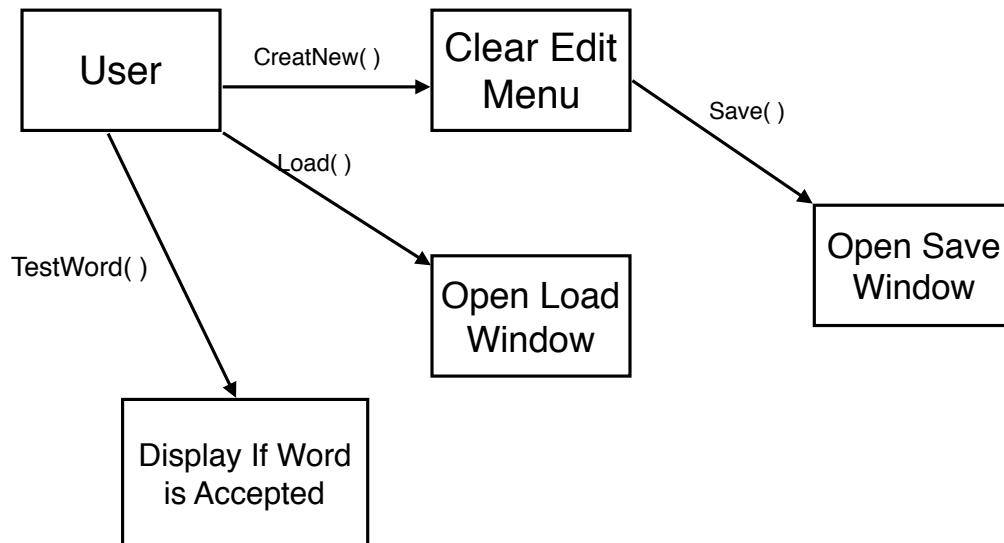 User
CreatNew( )
Clear Edit
Menu
Save( )
Load( )
TestWord( )
Open Load
Window
Open Save
Window
Display If Word
is Accepted